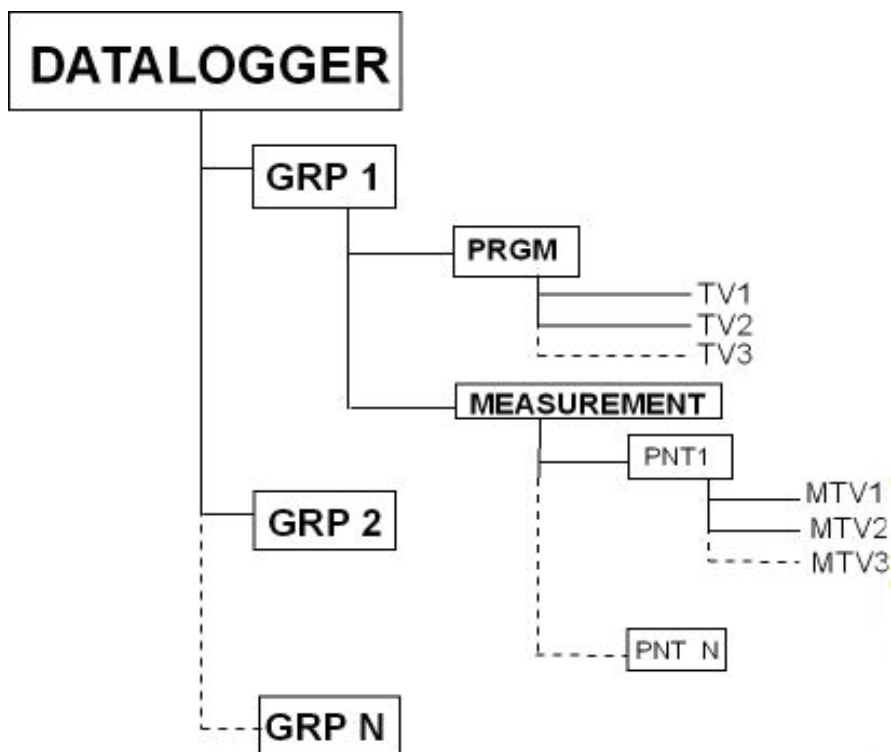 DATALOGGER
GRP 1
PRGM
TV1
TV2
TV3
MEASUREMENT
PNT1
MTV1
MTV2
MTV3
GRP 2
PNT N
GRP N